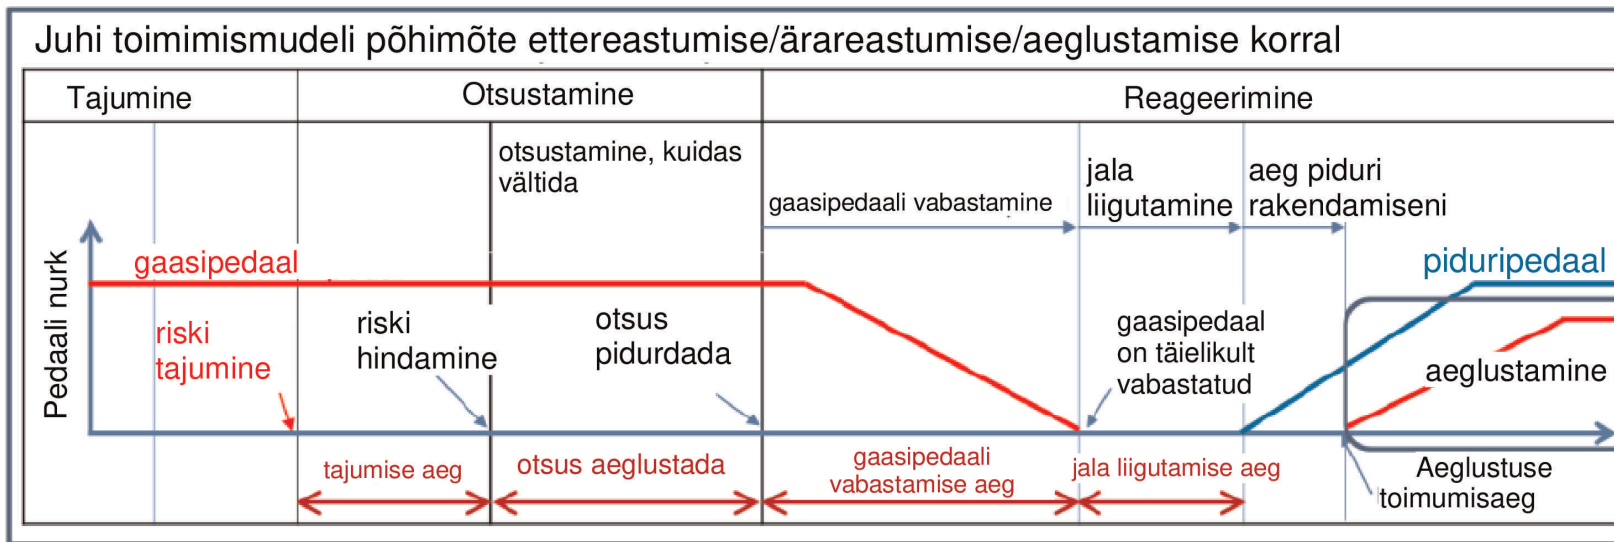 Juhi toimimismudeli põhimõte ettereastumise/ärareastumise/aeglustamise korral
Tajumine
Otsustamine
Reageerimine
otsustamine, kuidas
vältida
gaasipedaali vabastamine
jala
liigutamine
aeg piduri
rakendamiseni
Pedaali nurk
gaasipedaal
piduripedaal
riski
tajumine
riski
hindamine
otsus
pidurdada
gaasipedaal
on täielikult
vabastatud
aeglustamine
tajumise aeg
otsus aeglustada
gaasipedaali
vabastamise aeg
jala liigutamise aeg
Aeglustuse
toimumisaeg